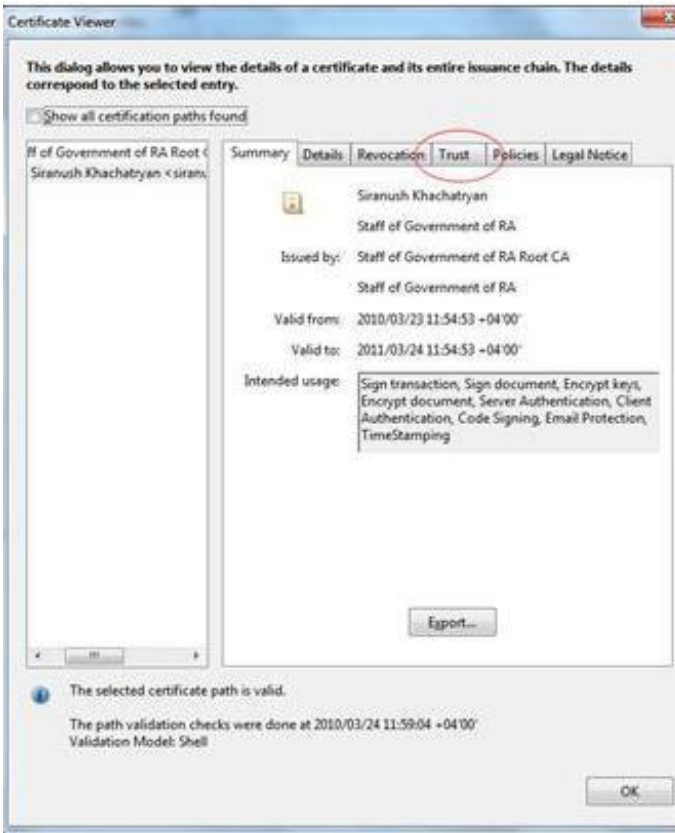 Certificate Viewer
This dialog allows you to view the details of a certificate and its entire issuance chain. The details
correspond to the selected entry.
Show all certification paths found
ff of Government of RA Root
Siranush Khachatryan <siran
Summary Details Revocation Trust Policies Legal Notice
Siranush Khachatryan
Staff of Government of RA
Issued by: Staff of Government of RA Root CA
Staff of Government of RA
Valid from: 2010/03/23 11:54:53 +04'00'
Valid to: 2011/03/24 11:54:53 +04'00'
Intended usage: Sign transaction, Sign document, Encrypt keys,
Encrypt document, Server Authentication, Client
Authentication, Code Signing, Email Protection,
TimeStamping
Export...
The selected certificate path is valid.
The path validation checks were done at 2010/03/24 11:59:04 +04'00'
Validation Model: Shell
OK